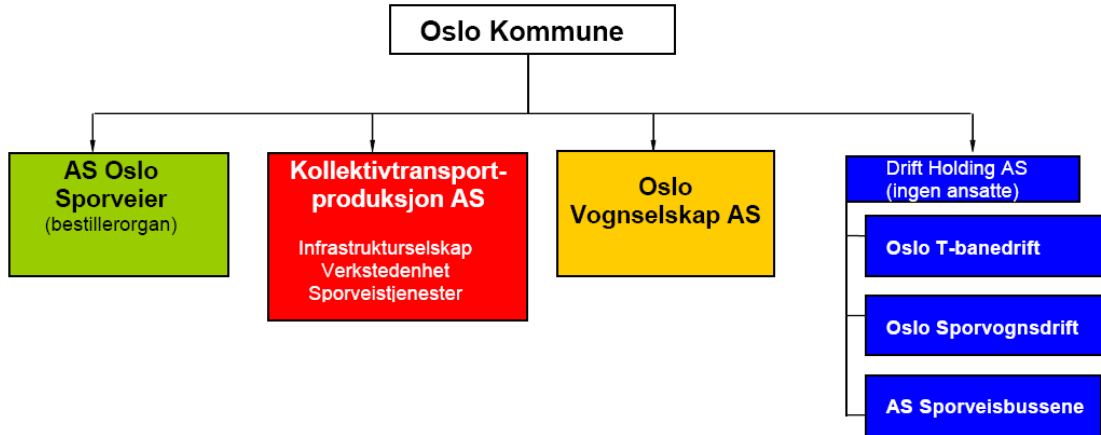 Oslo Kommune
AS Oslo
Sporveier
(bestillerorgan)
Kollektivtransport-
produksjon AS
Infrastrukturselskap
Verkstedenhet
Sporveistjenester
Oslo
Vognselskap AS
Drift Holding AS
(ingen ansatte)
Oslo T-banedrift
Oslo Sporvognsdrift
AS Sporveisbussene